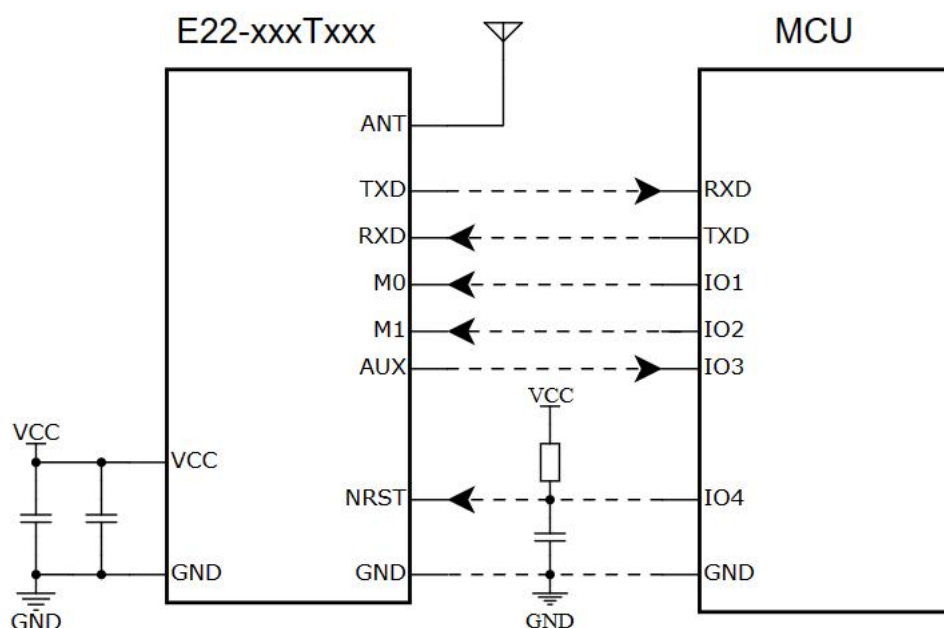 E22-xxxTxxx
MCU
ANT
TXD
RXD
RXD
TXD
M0
IO1
M1
IO2
AUX
IO3
VCC
VCC
VCC
NRST
IO4
GND
GND
GND
GND
GND